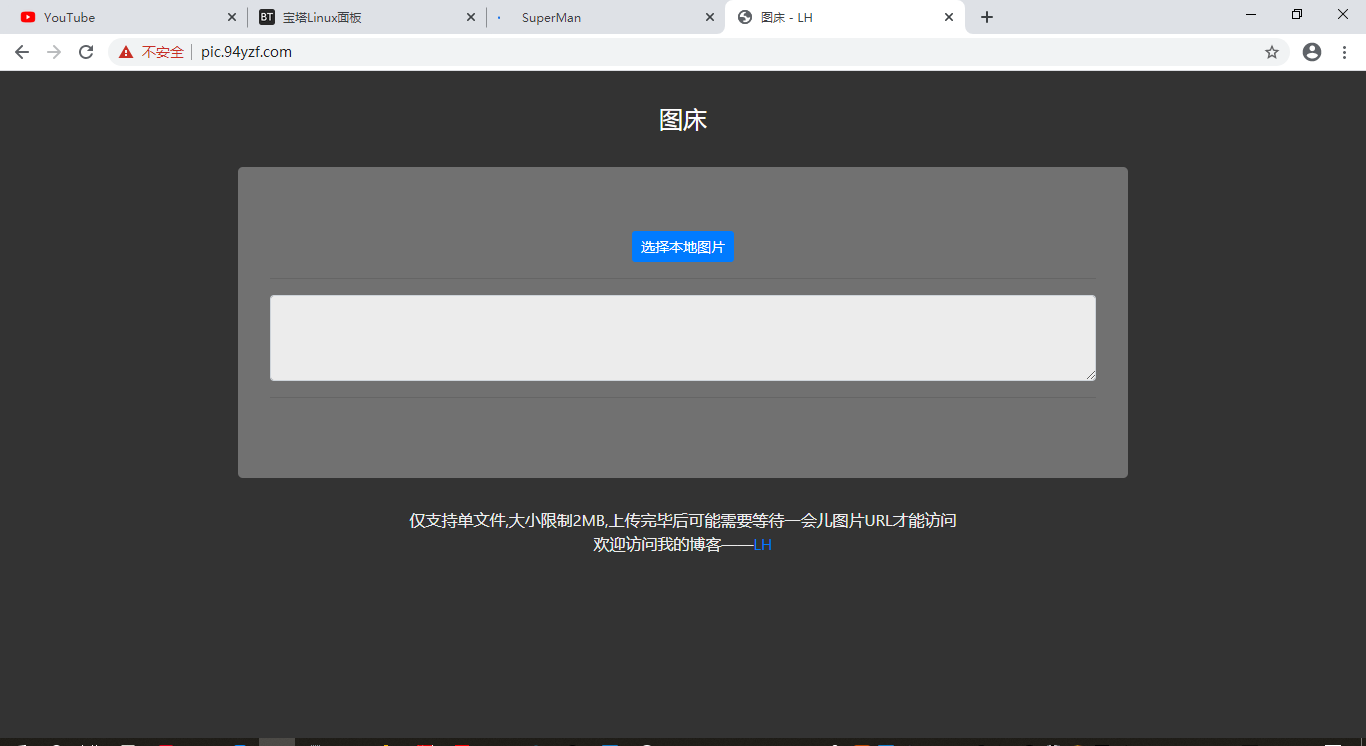 YouTube
BT 宝塔Linux面板
SuperMan
图床 - LH
不安全
pic.94yzf.com
图床
选择本地图片
仅支持单文件,大小限制2MB,上传完毕后可能需要等待一会儿图片URL才能访问
欢迎访问我的博客——LH